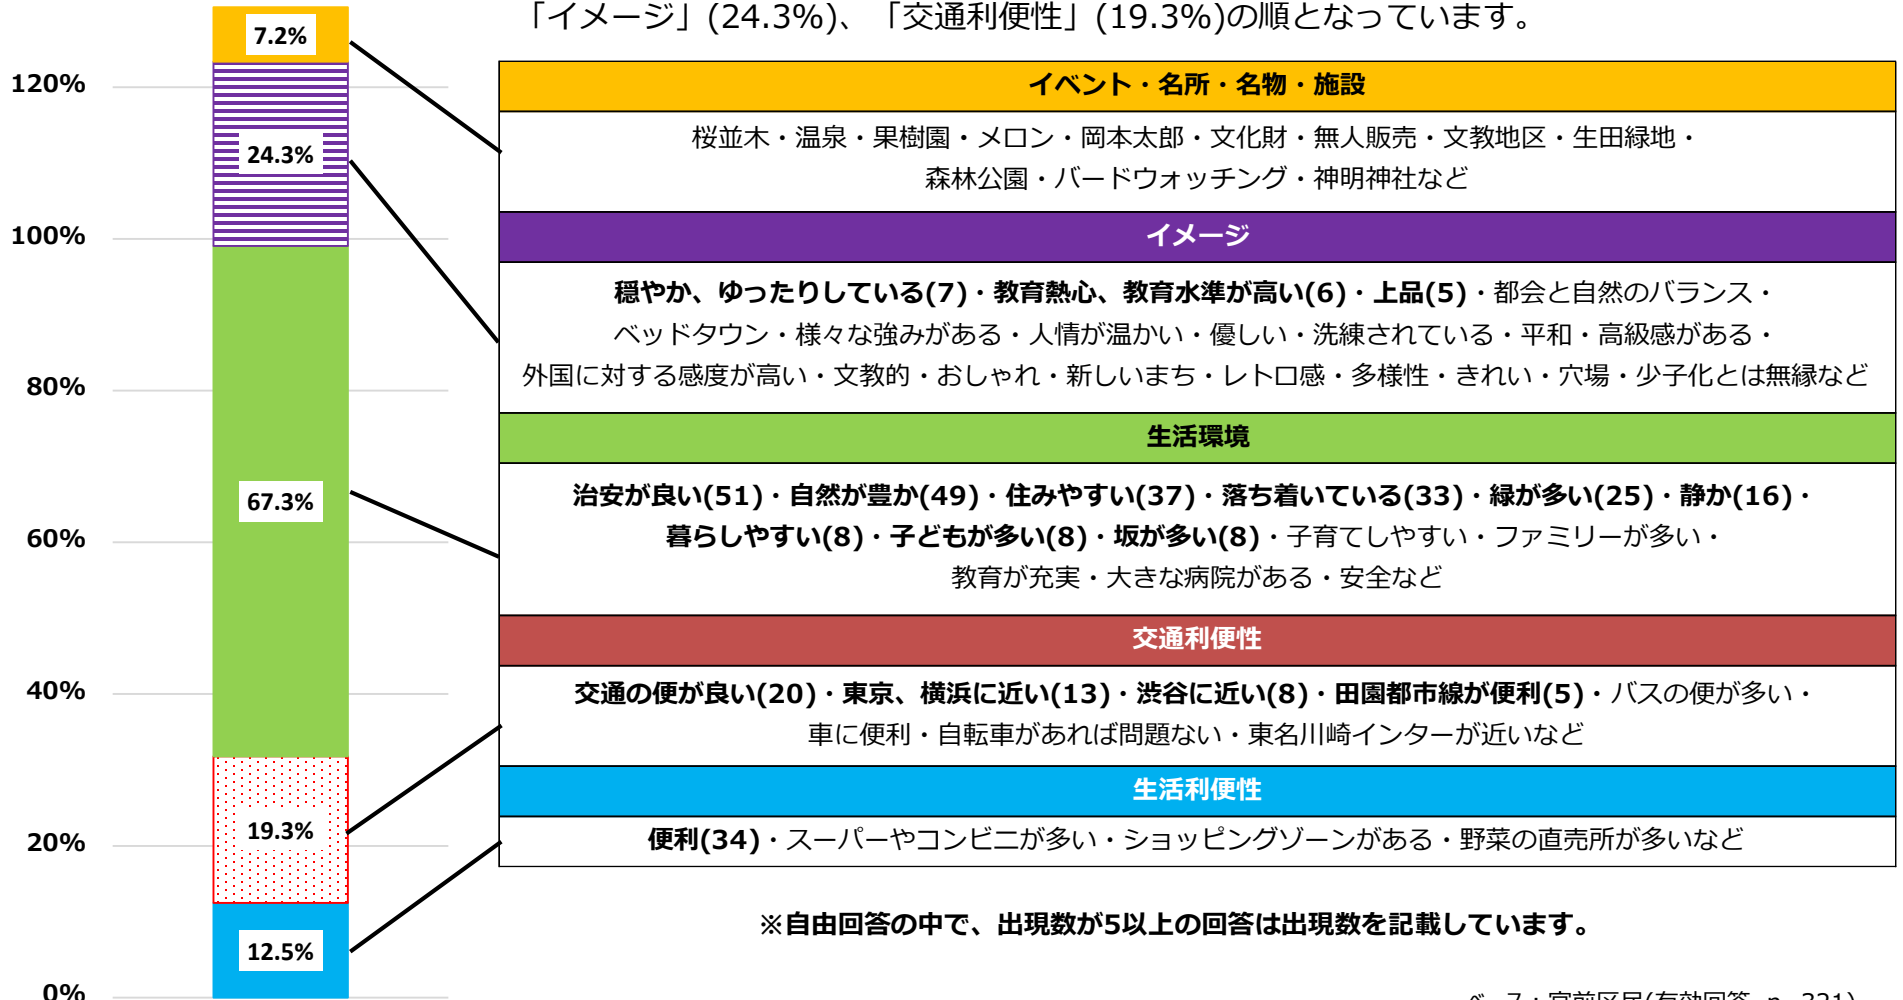 「イメージ」(24.3%)、「交通利便性」(19.3%)の順となっています。
7.2%
120%
24.3%
100%
80%
67.3%
60%
40%
19.3%
20%
12.5%
0%
イベント・名所・名物・施設
桜並木・温泉・果樹園・メロン・岡本太郎・文化財・無人販売・文教地区・生田緑地・
森林公園・バードウォッチング・神明神社など
イメージ
穏やか、ゆったりしている(7)・教育熱心、教育水準が高い(6)・上品(5)・都会と自然のバランス・
ベッドタウン・様々な強みがある・人情が温かい・優しい・洗練されている・平和・高級感がある・
外国に対する感度が高い・文教的・おしゃれ・新しいまち・レトロ感・多様性・きれい・穴場・少子化とは無縁など
生活環境
治安が良い(51)・自然が豊か(49)・住みやすい(37)・落ち着いている(33)・緑が多い(25)・静か(16)・
暮らしやすい(8)・子どもが多い(8)・坂が多い(8)・子育てしやすい・ファミリーが多い・
教育が充実・大きな病院がある・安全など
交通利便性
交通の便が良い(20)・東京、横浜に近い(13)・渋谷に近い(8)・田園都市線が便利(5)・バスの便が多い・
車に便利・自転車があれば問題ない・東名川崎インターが近いなど
生活利便性
便利(34)・スーパーやコンビニが多い・ショッピングゾーンがある・野菜の直売所が多いなど
※自由回答の中で、出現数が5以上の回答は出現数を記載しています。